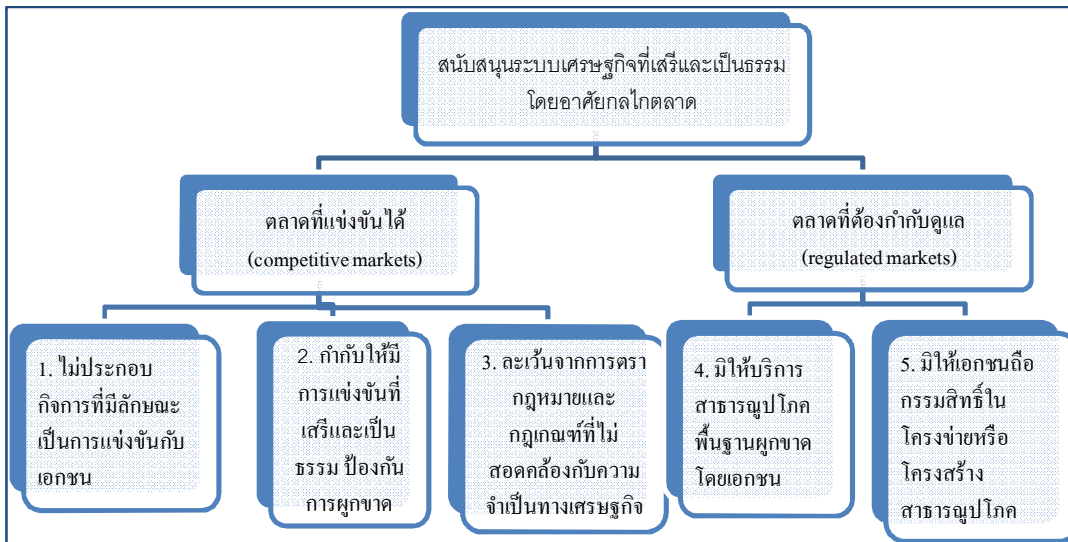 สนับสนุนระบบเศรษฐกิจที่เสรีและเป็นธรรม
โดยอาศัยกลไกตลาด
ตลาดที่แข่งขันได้
(competitive markets)
ตลาดที่ต้องกำกับดูแล
(regulated markets)
1. ไม่ประกอบ
กิจการที่มีลักษณะ
เป็นการแข่งขันกับ
เอกชน
2. กำกับให้มี
การแข่งขันที่
เสรีและเป็น
ธรรม ป้องกัน
การผูกขาด
3. ละเว้นจากการตรา
กฎหมายและ
กฎเกณฑ์ที่ไม่
สอดคล้องกับความ
จำเป็นทางเศรษฐกิจ
4. มิให้บริการ
สาธารณูปโภค
พื้นฐานผูกขาด
โดยเอกชน
5. มิให้เอกชนถือ
กรรมสิทธิ์ใน
โครงข่ายหรือ
โครงสร้าง
สาธารณูปโภค